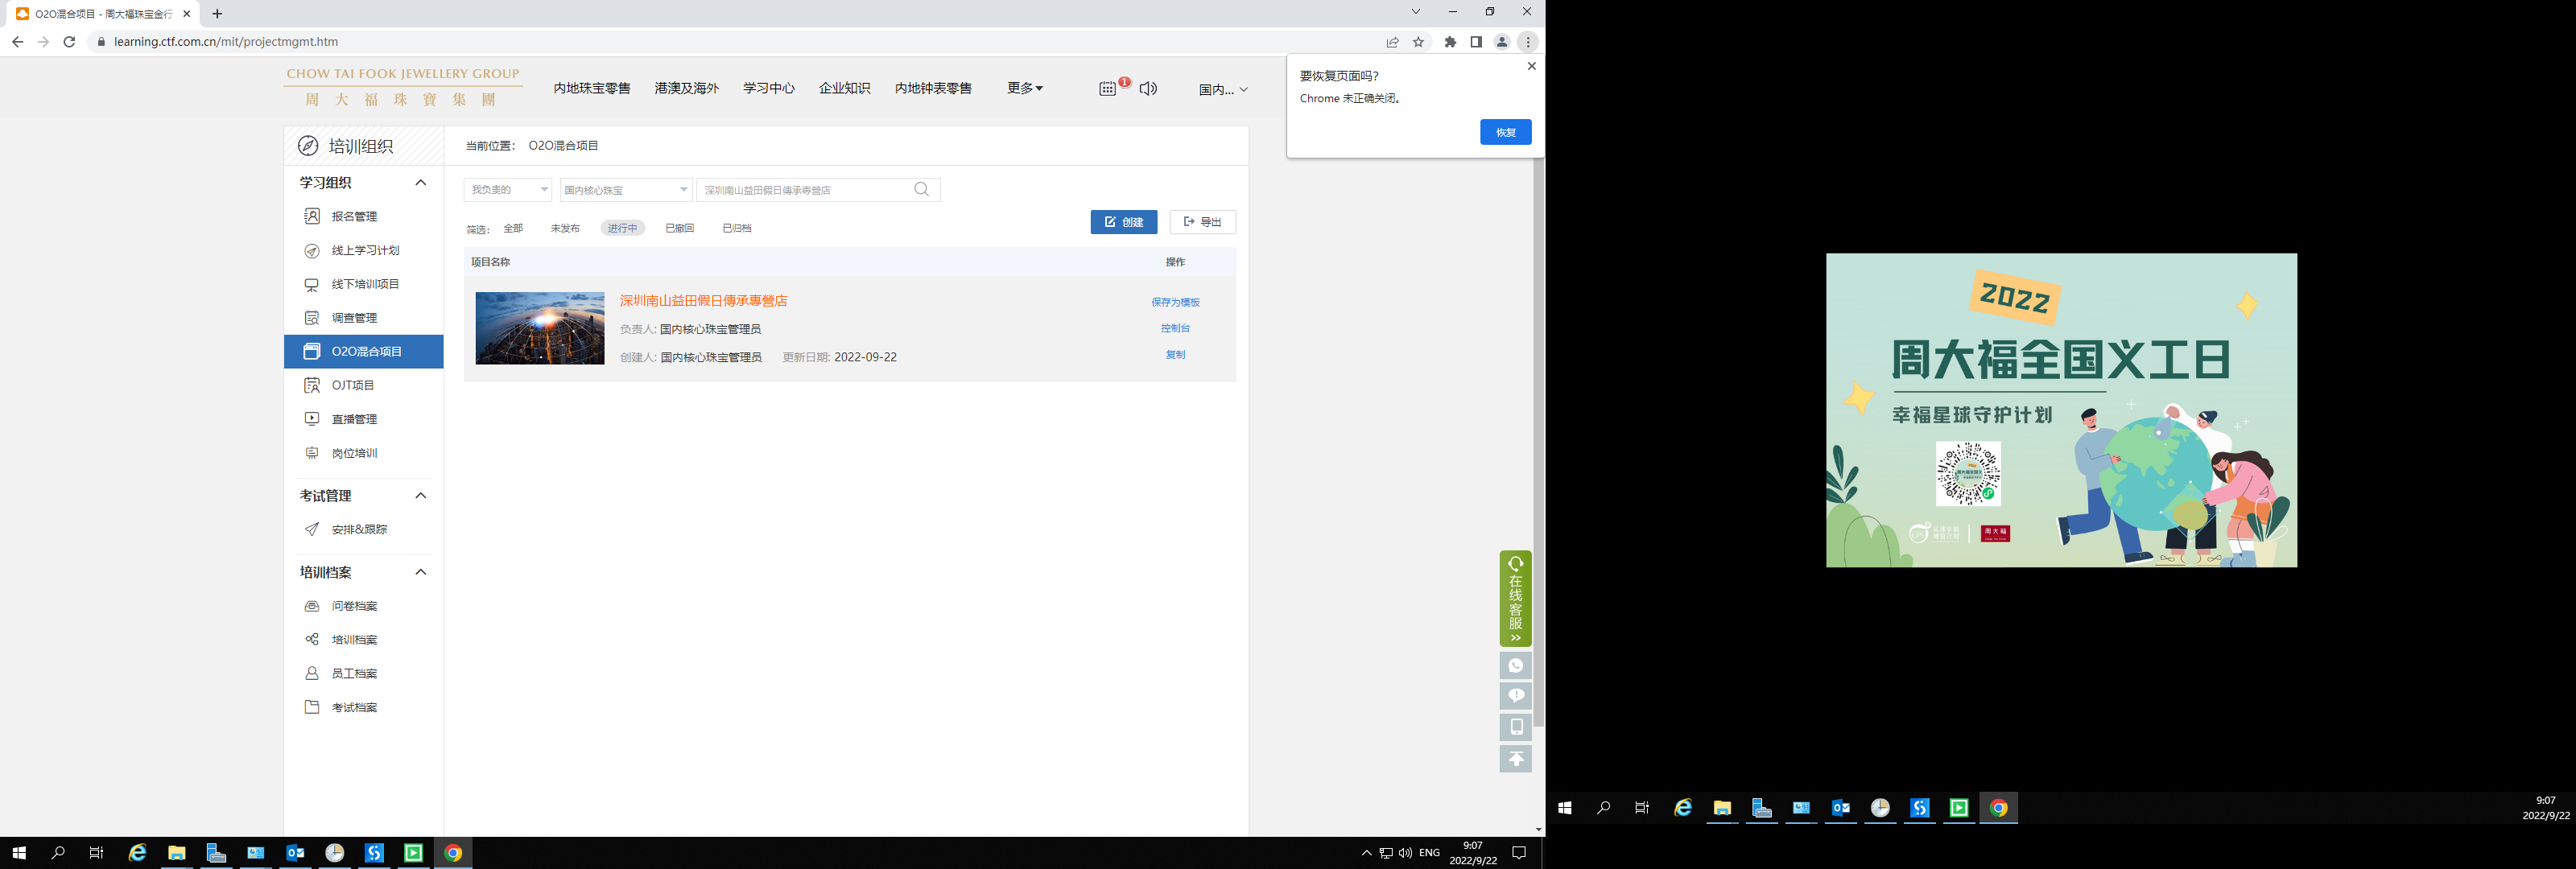 O2O混合项目 - 周大福珠宝金行
learning.ctf.com.cn/mit/projectmgmt.htm
要恢复页面吗？
Chrome 未正确关闭。
恢复
CHOW TAI FOOK JEWELLERY GROUP
周大福珠寶集團
内地珠宝零售 港澳及海外 学习中心 企业知识 内地钟表零售 更多 1 国内...
培训组织
学习组织
报名管理
线上学习计划
线下培训项目
调查管理
O2O混合项目
OJT项目
直播管理
岗位培训
考试管理
安排&跟踪
培训档案
问卷档案
培训档案
员工档案
考试档案
当前位置： O2O混合项目
我负责的 国内核心珠宝 深圳南山益田假日傳承專營店
筛选： 全部 未发布 进行中 已撤回 已归档
创建 导出
项目名称 操作
深圳南山益田假日傳承專營店
负责人: 国内核心珠宝管理员
创建人: 国内核心珠宝管理员 更新日期: 2022-09-22
保存为模板
控制台
复制
在线客服
ENG
9:07
2022/9/22
2022
周大福全国义工日
幸福星球守护计划
周大福
9:07
2022/9/22